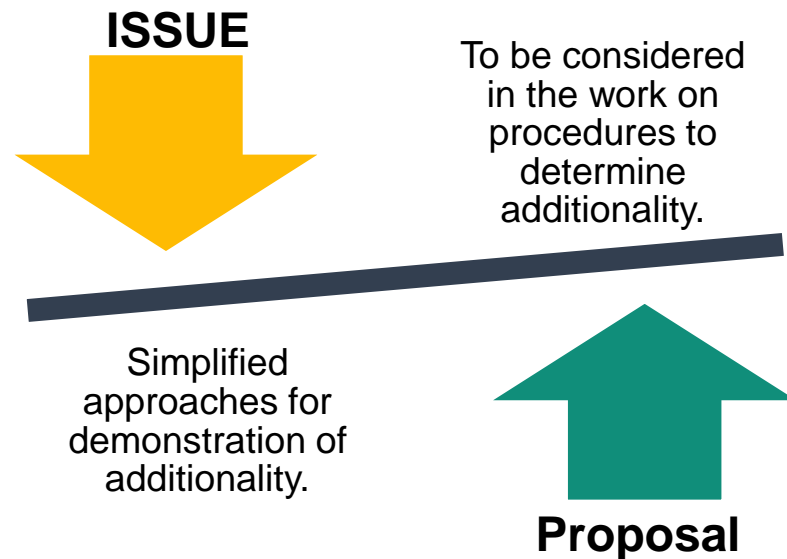 ISSUE
To be considered
in the work on
procedures to
determine
additionality.
Simplified
approaches for
demonstration of
additionality.
Proposal